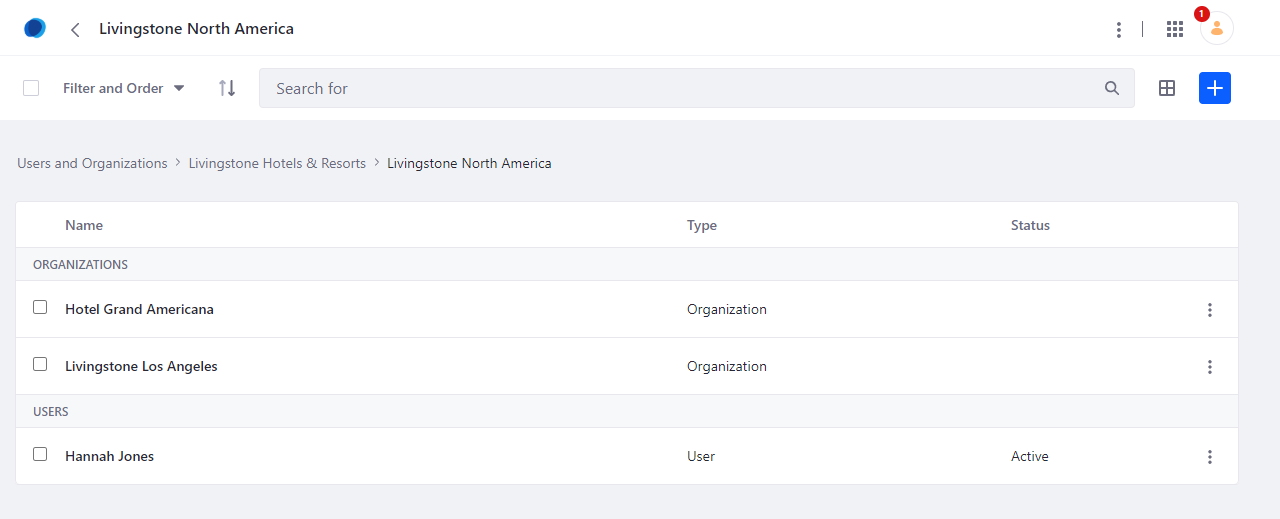 Livingstone North America
1
Filter and Order
Search for
Users and Organizations > Livingstone Hotels & Resorts > Livingstone North America
Name Type Status
ORGANIZATIONS
Hotel Grand Americana Organization
Livingstone Los Angeles Organization
USERS
Hannah Jones User Active